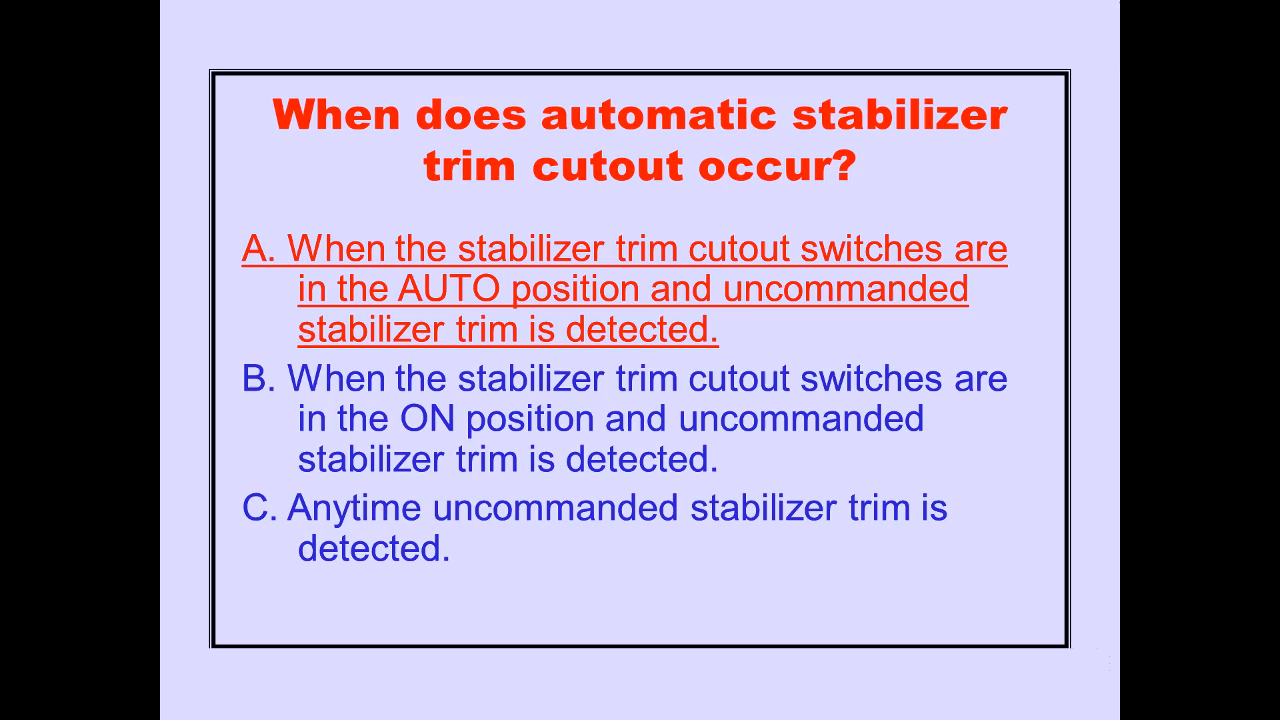 When does automatic stabilizer
trim cutout occur?
A. When the stabilizer trim cutout switches are
in the AUTO position and uncommanded
stabilizer trim is detected.
B. When the stabilizer trim cutout switches are
in the ON position and uncommanded
stabilizer trim is detected.
C. Anytime uncommanded stabilizer trim is
detected.